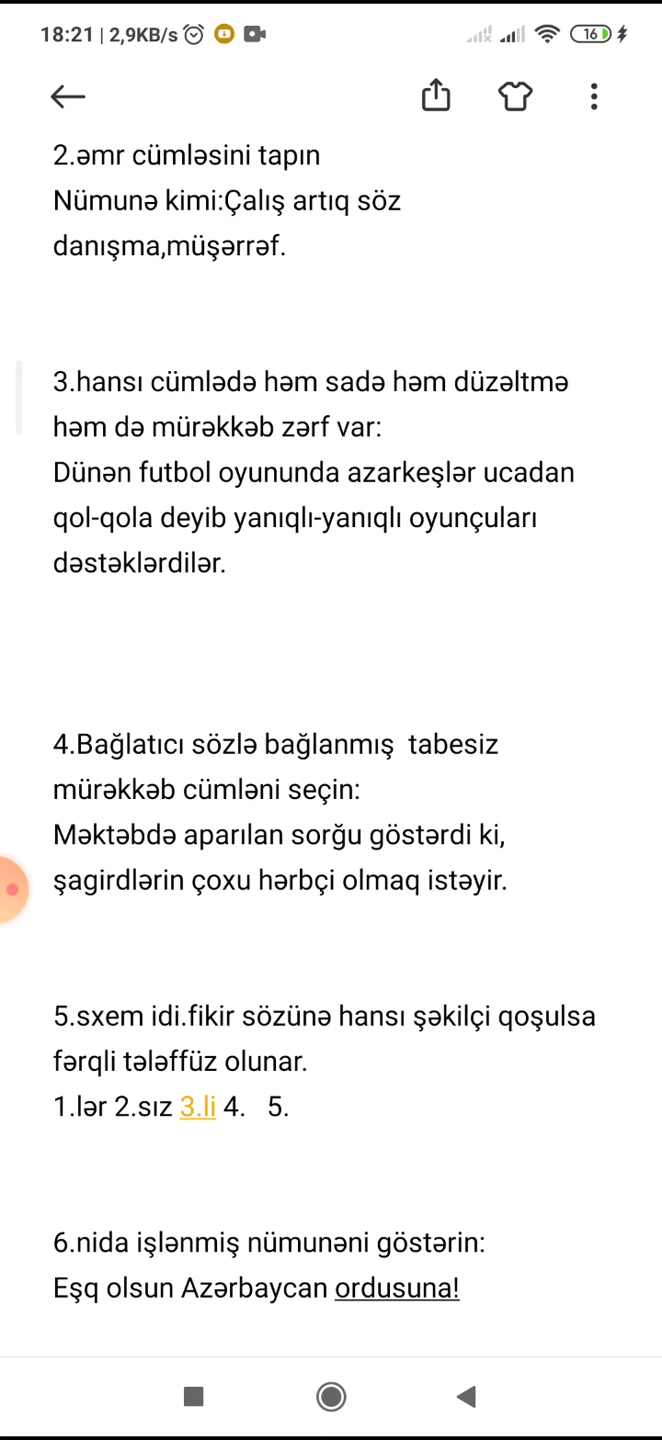 18:21 | 2,9KB/s 16
2.əmr cümləsini tapın
Nümunə kimi:Çalış artıq söz
danışma,müşərrəf.
3.hansı cümlədə həm sadə həm düzəltmə
həm də mürəkkəb zərf var:
Dünən futbol oyununda azarkeşlər ucadan
qol-qola deyib yanıqlı-yanıqlı oyunçuları
dəstəklərdilər.
4.Bağlatıcı sözlə bağlanmış  tabesiz
mürəkkəb cümləni seçin:
Məktəbdə aparılan sorğu göstərdi ki,
şagirdlərin çoxu hərbçi olmaq istəyir.
5.sxem idi.fikir sözünə hansı şəkilçi qoşulsa
fərqli tələffüz olunar.
1.lər 2.sız 3.li 4.   5.
6.nida işlənmiş nümunəni göstərin:
Eşq olsun Azərbaycan ordusuna!